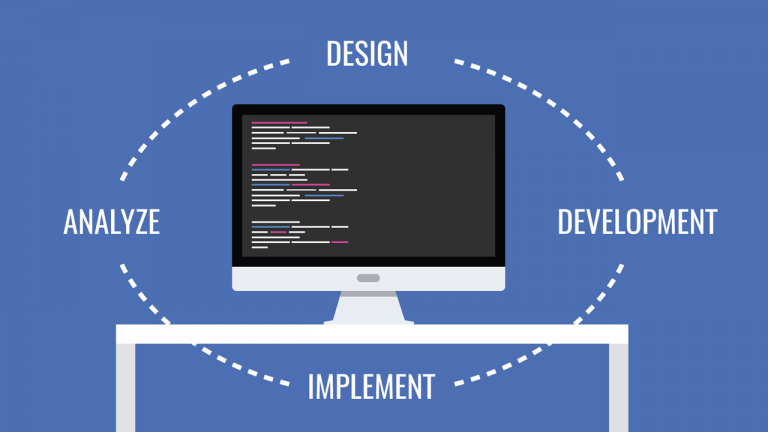 DESIGN
ANALYZE
DEVELOPMENT
IMPLEMENT